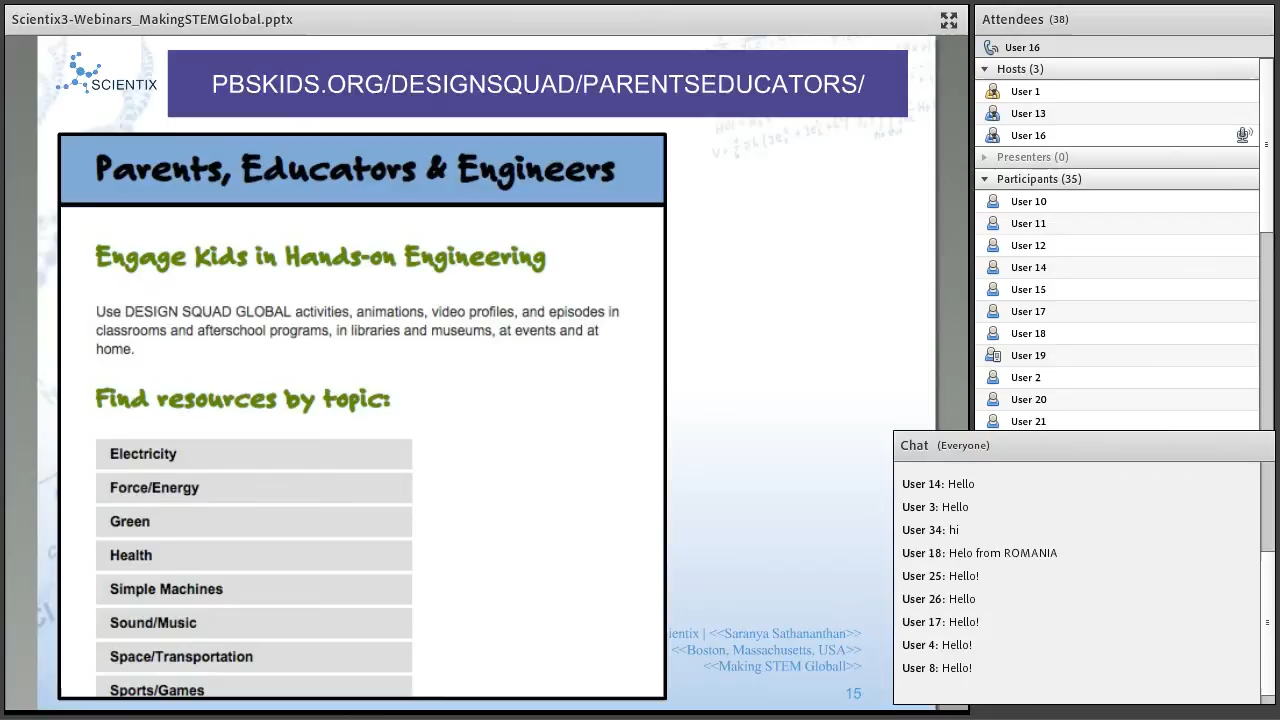 Scientix3-Webinars_MakingSTEMGlobal.pptx
SCIENTIX
PBSKIDS.ORG/DESIGNSQUAD/PARENTSEDUCATORS/
Parents, Educators & Engineers
Engage Kids in Hands-on Engineering
Use DESIGN SQUAD GLOBAL activities, animations, video profiles, and episodes in
classrooms and afterschool programs, in libraries and museums, at events and at
home.
Find resources by topic:
Electricity
Force/Energy
Green
Health
Simple Machines
Sound/Music
Space/Transportation
Sports/Games
ientix | <<Saranya Sathananthan>>
<<Boston, Massachusetts, USA>>
<<Making STEM Globall>>
15
Attendees (38)
User 16
Hosts (3)
User 1
User 13
User 16
Presenters (0)
Participants (35)
User 10
User 11
User 12
User 14
User 15
User 17
User 18
User 19
User 2
User 20
User 21
Chat (Everyone)
User 14: Hello
User 3: Hello
User 34: hi
User 18: Helo from ROMANIA
User 25: Hello!
User 26: Hello
User 17: Hello!
User 4: Hello!
User 8: Hello!